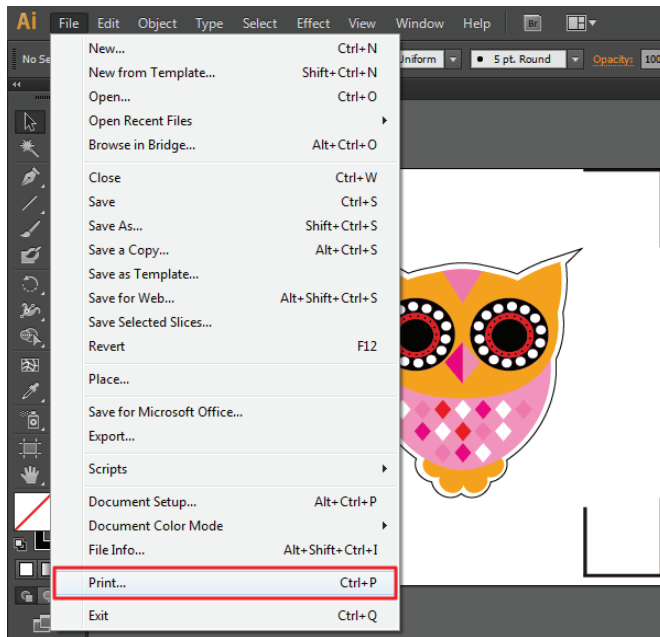 Ai File Edit Object Type Select Effect View Window Help Br
Uniform 5 pt. Round Opacity: 100
New... Ctrl+N
New from Template... Shift+Ctrl+N
Open... Ctrl+O
Open Recent Files
Browse in Bridge... Alt+Ctrl+O
Close Ctrl+W
Save Ctrl+S
Save As... Shift+Ctrl+S
Save a Copy... Alt+Ctrl+S
Save as Template...
Save for Web... Alt+Shift+Ctrl+S
Save Selected Slices...
Revert F12
Place...
Save for Microsoft Office...
Export...
Scripts
Document Setup... Alt+Ctrl+P
Document Color Mode
File Info... Alt+Shift+Ctrl+I
Print... Ctrl+P
Exit Ctrl+Q